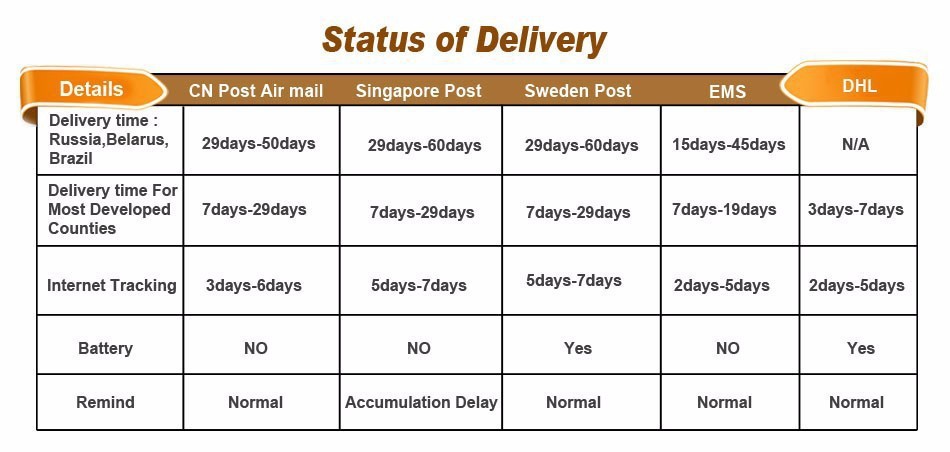 Status of Delivery
Details CN Post Air mail Singapore Post Sweden Post EMS DHL
Delivery time :
Russia,Belarus,
Brazil
29days-50days 29days-60days 29days-60days 15days-45days N/A
Delivery time For
Most Developed
Counties
7days-29days 7days-29days 7days-29days 7days-19days 3days-7days
Internet Tracking 3days-6days 5days-7days 5days-7days 2days-5days 2days-5days
Battery NO NO Yes NO Yes
Remind Normal Accumulation Delay Normal Normal Normal